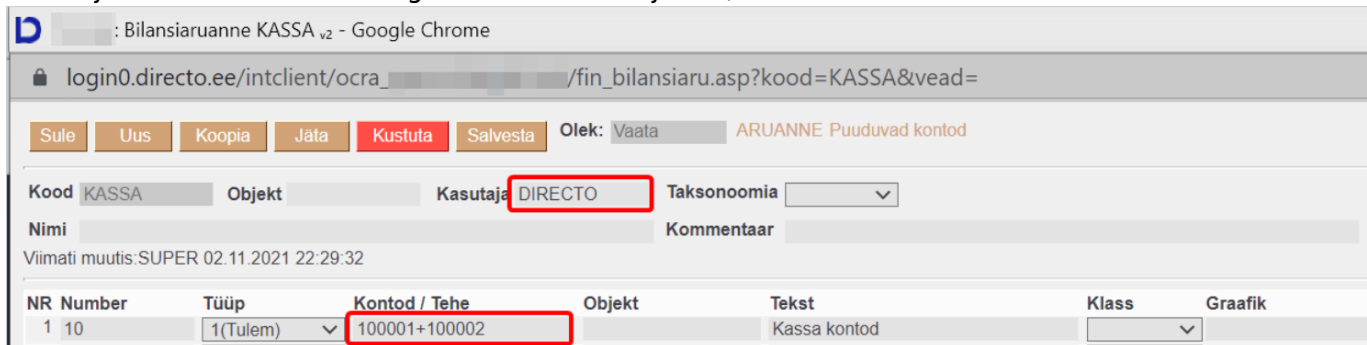 : Bilansiaruanne KASSA v2 - Google Chrome
login0.directo.ee/intclient/ocra_ /fin_bilansiaru.asp?kood=KASSA&vead=
Sule Uus Koopia Jäta Kustuta Salvesta Olek: Vaata ARUANNE Puuduvad kontod
Kood KASSA Objekt Kasutaja DIRECTO Taksonoomia
Nimi Kommentaar
Viimati muutis:SUPER 02.11.2021 22:29:32
NR Number Tüüp Kontod / Tehe Objekt Tekst Klass Graafik
1 10 1(Tulem) 100001+100002 Kassa kontod